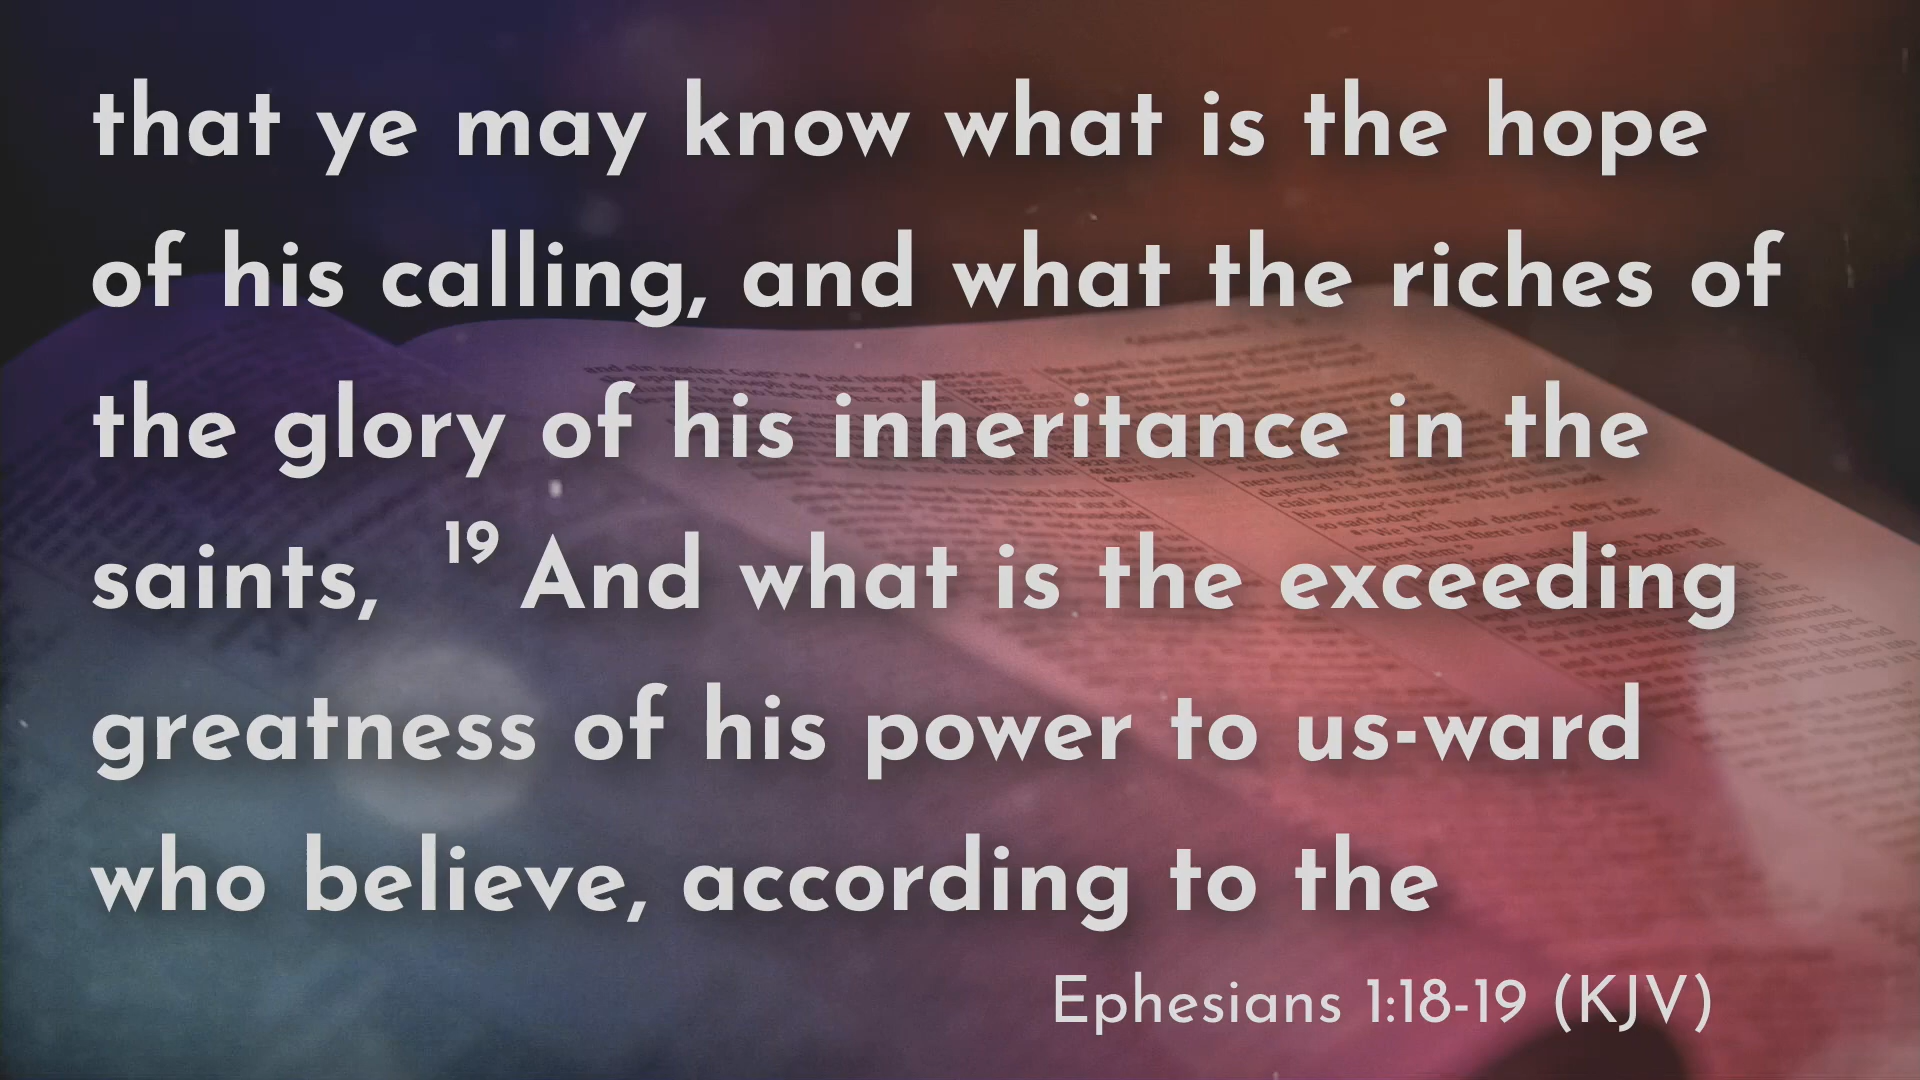 that ye may know what is the hope
of his calling, and what the riches of
the glory of his inheritance in the
saints, 19 And what is the exceeding
greatness of his power to us-ward
who believe, according to the
Ephesians 1:18-19 (KJV)